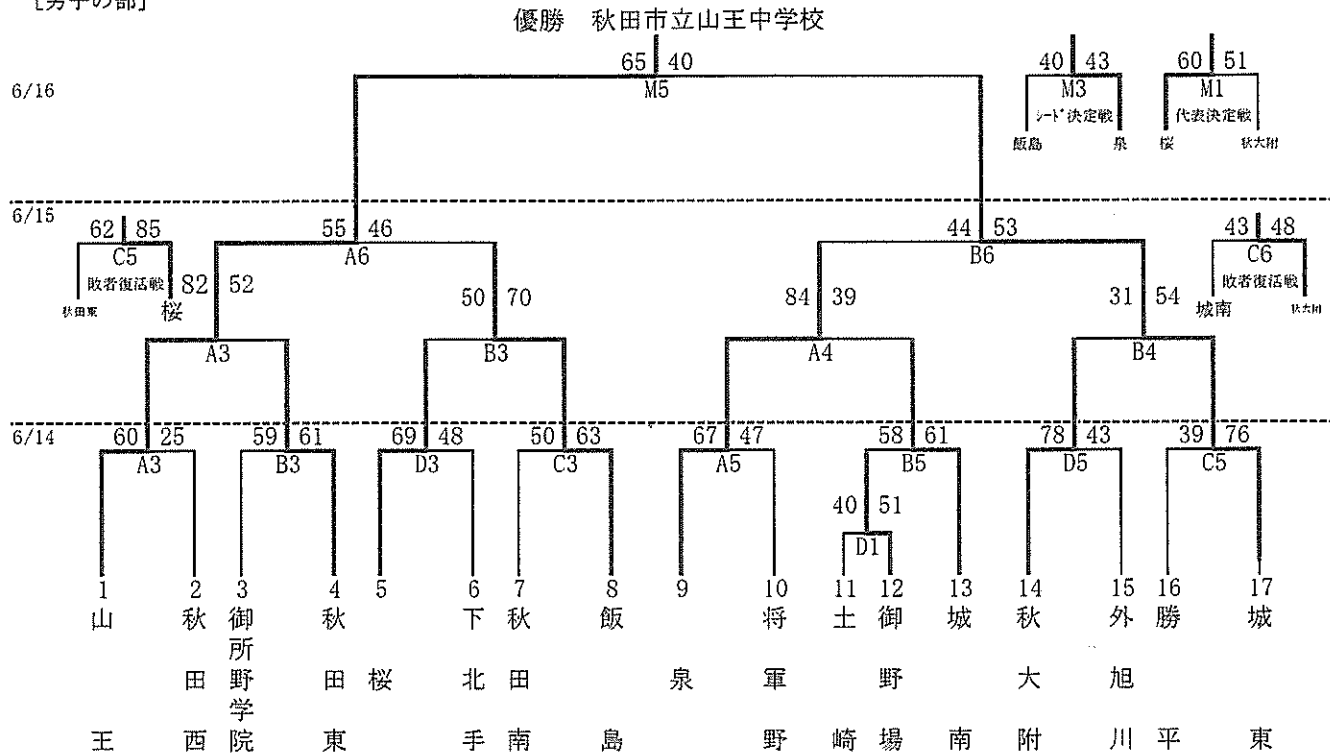 [男子の部]
優勝 秋田市立山王中学校
65 40
M5
40 43
M3
シード決定戦
飯島 泉
60 51
M1
代表決定戦
桜 秋大附
6/16
6/15
62 85
C5
敗者復活戦
秋田東 桜
55 46
A6
44 53
B6
43 48
C6
敗者復活戦
城南 秋大附
82 52
A3
50 70
B3
84 39
A4
31 54
B4
6/14
60 25
A3
59 61
B3
69 48
D3
50 63
C3
67 47
A5
58 61
B5
78 43
D5
39 76
C5
40 51
D1
1 山王
2 秋田西
3 御所野学院
4 秋田東
5 桜
6 下北手
7 秋田南
8 飯島
9 泉
10 将軍野
11 土崎
12 御野場
13 城南
14 秋大附
15 外旭川
16 勝平
17 城東